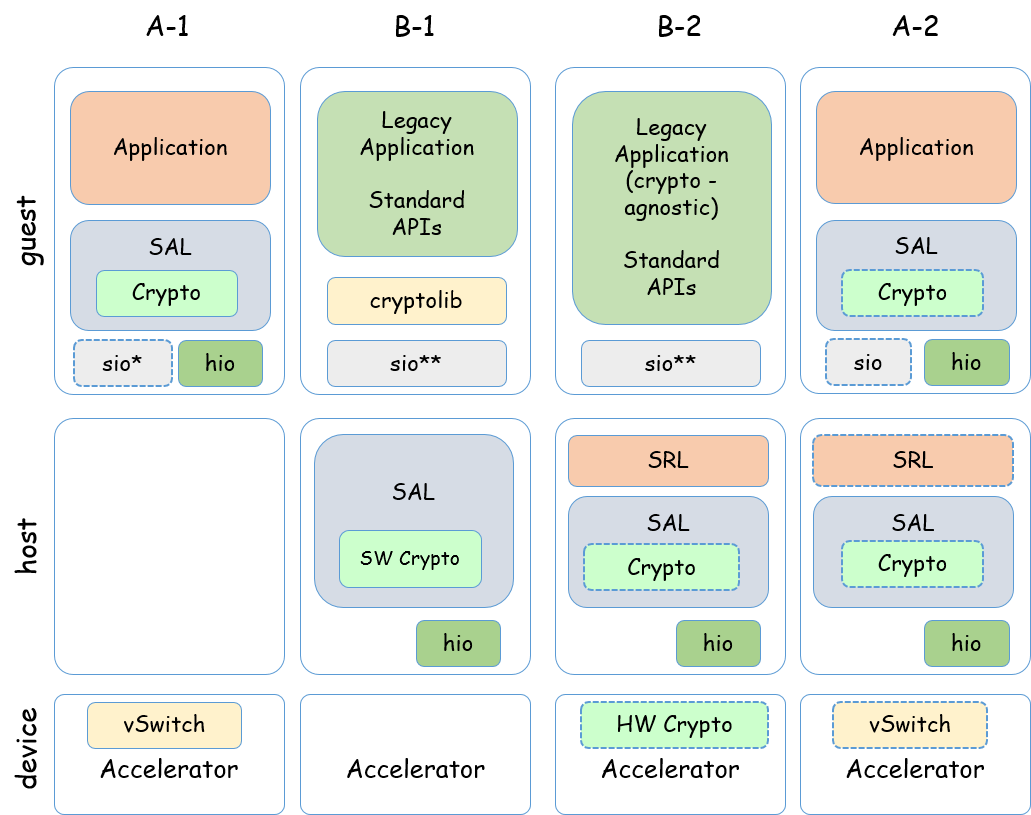 A-1
B-1
B-2
A-2
guest
Application
SAL
Crypto
sio*
hio
Legacy
Application
Standard
APIs
cryptolib
sio**
Legacy
Application
(crypto -
agnostic)
Standard
APIs
sio**
Application
SAL
Crypto
sio
hio
host
SAL
SW Crypto
hio
SRL
SAL
Crypto
hio
SRL
SAL
Crypto
hio
device
vSwitch
Accelerator
Accelerator
HW Crypto
Accelerator
vSwitch
Accelerator